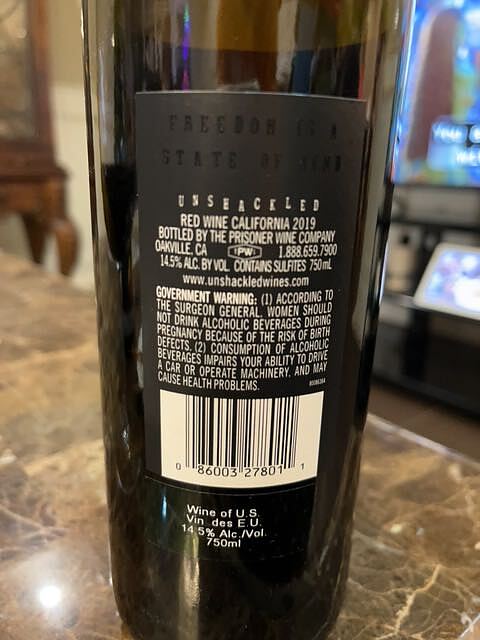 FREEDOM IS A
STATE OF MIND
UNSHACKLED
RED WINE CALIFORNIA 2019
BOTTLED BY THE PRISONER WINE COMPANY
OAKVILLE, CA TPWC 1.888.659.7900
14.5% ALC. BY VOL. CONTAINS SULFITES 750 mL
www.unshackledwines.com
GOVERNMENT WARNING: (1) ACCORDING TO
THE SURGEON GENERAL, WOMEN SHOULD
NOT DRINK ALCOHOLIC BEVERAGES DURING
PREGNANCY BECAUSE OF THE RISK OF BIRTH
DEFECTS. (2) CONSUMPTION OF ALCOHOLIC
BEVERAGES IMPAIRS YOUR ABILITY TO DRIVE
A CAR OR OPERATE MACHINERY, AND MAY
CAUSE HEALTH PROBLEMS.
0 86003 27801 1
Wine of U.S.
Vin des E.U.
14.5% Alc./Vol.
750ml